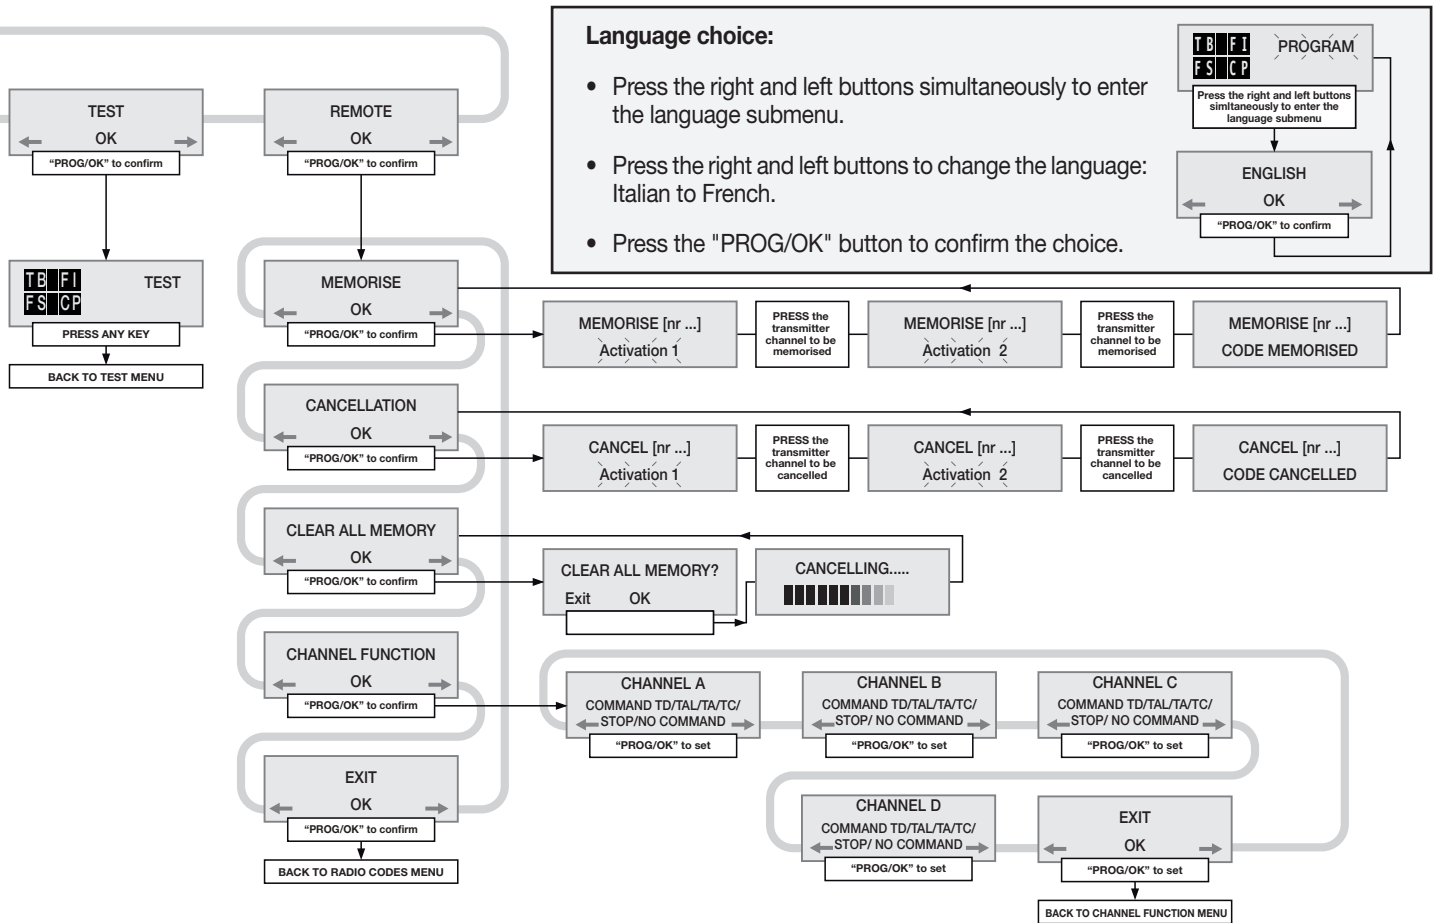 Language choice:
• Press the right and left buttons simultaneously to enter
the language submenu.
• Press the right and left buttons to change the language:
Italian to French.
• Press the "PROG/OK" button to confirm the choice.
TB FI
FS CP
PROGRAM
Press the right and left buttons
simltaneously to enter the
language submenu
ENGLISH
OK
“PROG/OK” to confirm
TEST
OK
“PROG/OK” to confirm
REMOTE
OK
“PROG/OK” to confirm
TB FI
FS CP
TEST
PRESS ANY KEY
BACK TO TEST MENU
MEMORISE
OK
“PROG/OK” to confirm
MEMORISE [nr ...]
Activation 1
PRESS the
transmitter
channel to be
memorised
MEMORISE [nr ...]
Activation 2
PRESS the
transmitter
channel to be
memorised
MEMORISE [nr ...]
CODE MEMORISED
CANCELLATION
OK
“PROG/OK” to confirm
CANCEL [nr ...]
Activation 1
PRESS the
transmitter
channel to be
cancelled
CANCEL [nr ...]
Activation 2
PRESS the
transmitter
channel to be
cancelled
CANCEL [nr ...]
CODE CANCELLED
CLEAR ALL MEMORY
OK
“PROG/OK” to confirm
CLEAR ALL MEMORY?
Exit OK
CANCELLING.....
CHANNEL FUNCTION
OK
“PROG/OK” to confirm
CHANNEL A
COMMAND TD/TAL/TA/TC/
STOP/NO COMMAND
“PROG/OK” to set
CHANNEL B
COMMAND TD/TAL/TA/TC/
STOP/ NO COMMAND
“PROG/OK” to set
CHANNEL C
COMMAND TD/TAL/TA/TC/
STOP/ NO COMMAND
“PROG/OK” to set
EXIT
OK
“PROG/OK” to confirm
BACK TO RADIO CODES MENU
CHANNEL D
COMMAND TD/TAL/TA/TC/
STOP/ NO COMMAND
“PROG/OK” to set
EXIT
OK
“PROG/OK” to set
BACK TO CHANNEL FUNCTION MENU